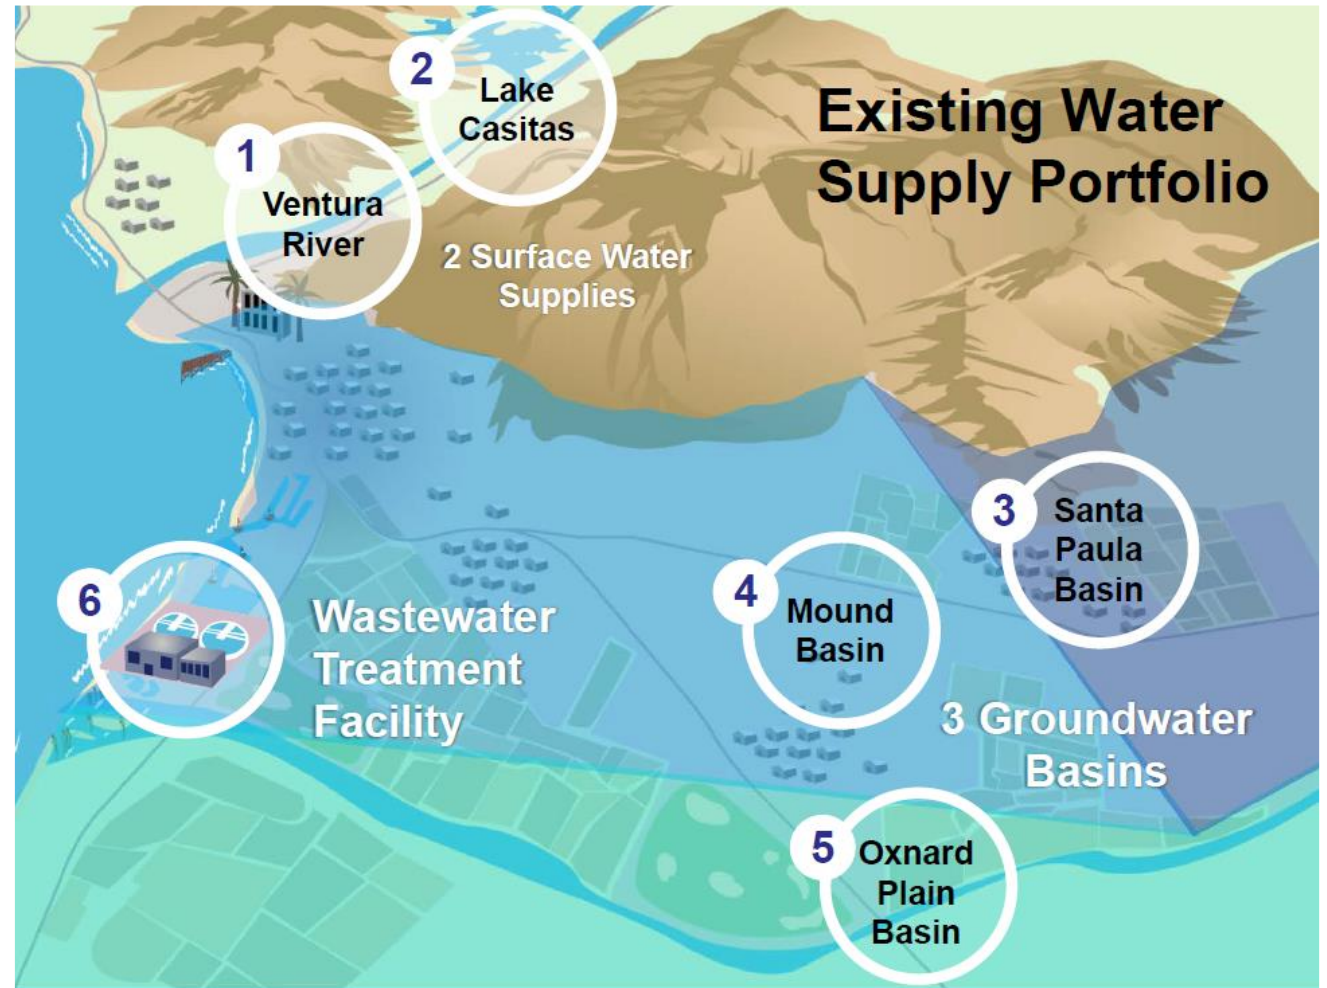 Existing Water
Supply Portfolio
2
Lake
Casitas
1
Ventura
River
2 Surface Water
Supplies
3
Santa
Paula
Basin
4
Mound
Basin
6
Wastewater
Treatment
Facility
3 Groundwater
Basins
5
Oxnard
Plain
Basin